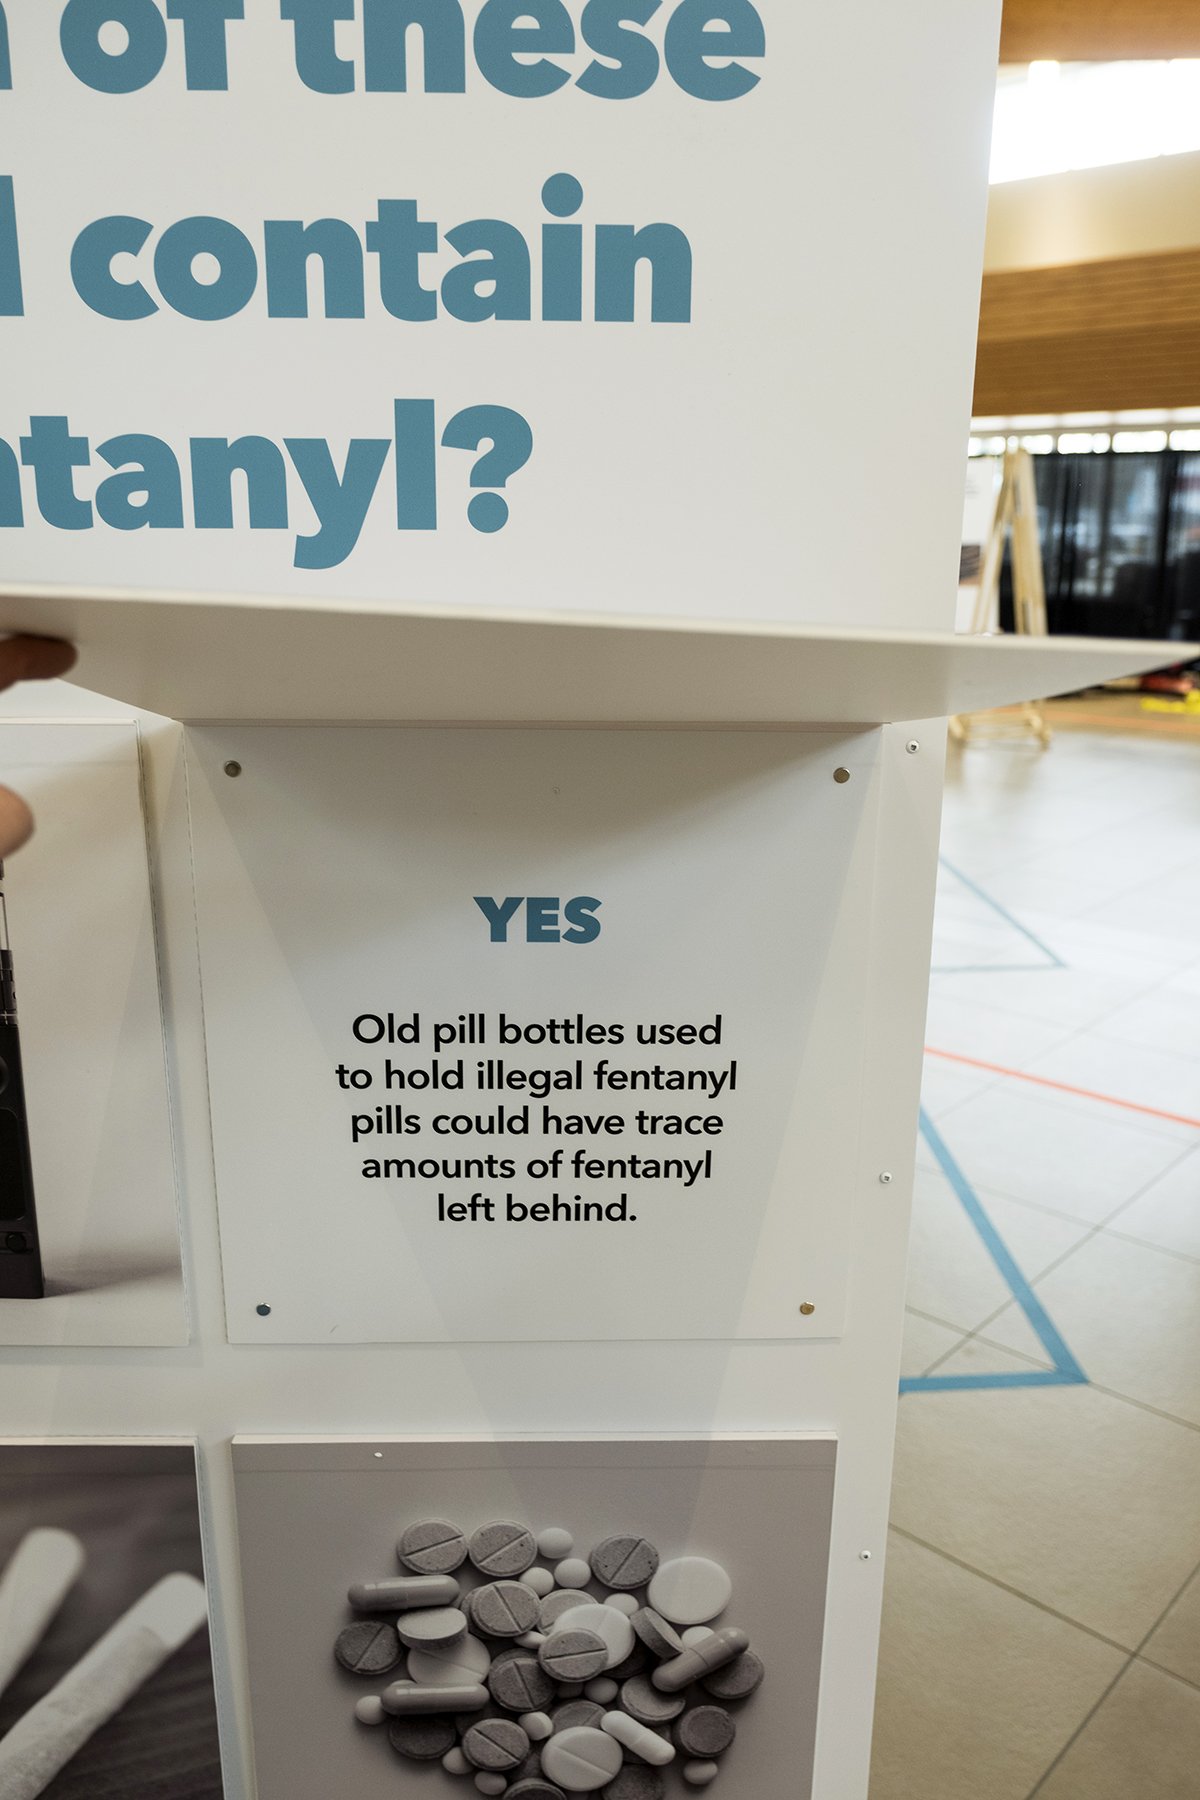 of these
contain
ntanyl?
YES
Old pill bottles used
to hold illegal fentanyl
pills could have trace
amounts of fentanyl
left behind.